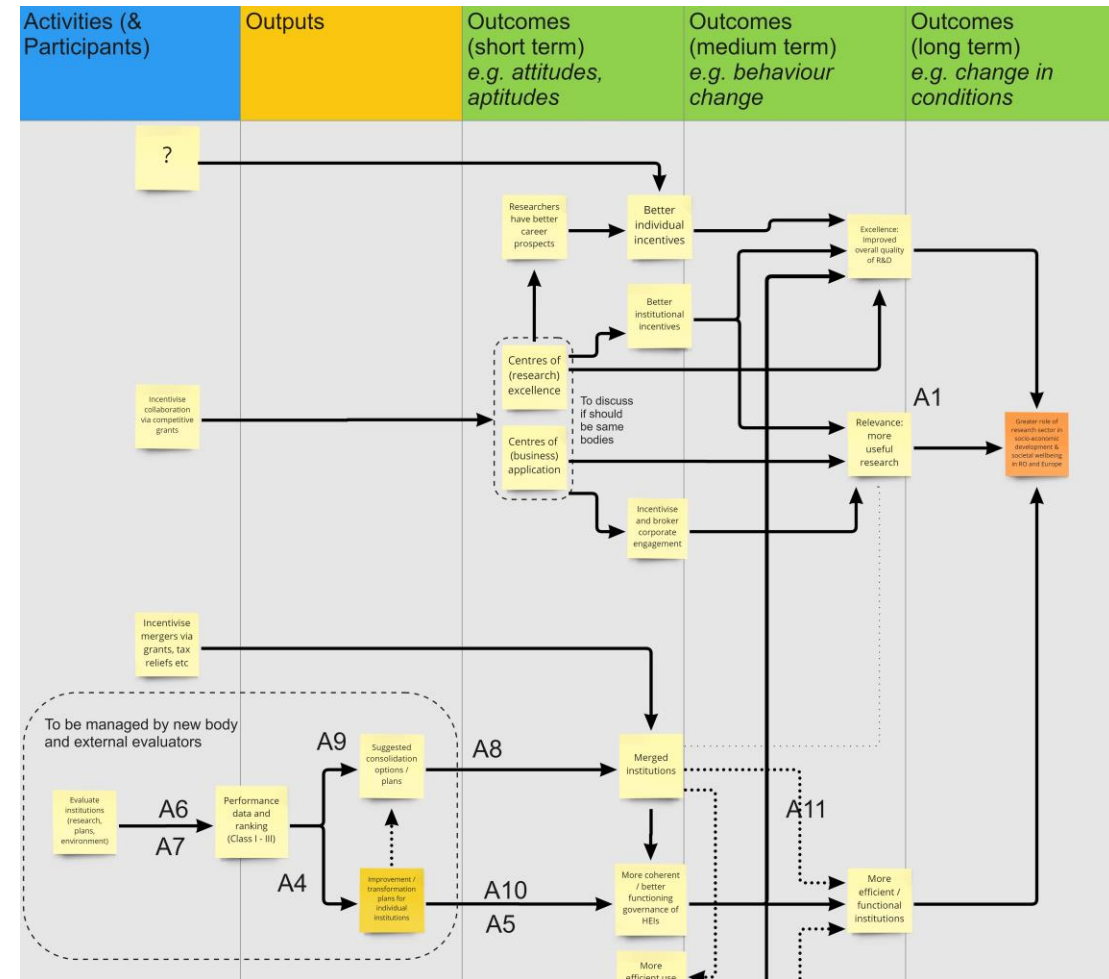 Activities (&
Participants)
Outputs
Outcomes
(short term)
e.g. attitudes,
aptitudes
Outcomes
(medium term)
e.g. behaviour
change
Outcomes
(long term)
e.g. change in
conditions
?
Researchers
have better
career
prospects
Better
individual
incentives
Excellence:
Improved
overall quality
of R&D
Better
institutional
incentives
Centres of
(research)
excellence
To discuss
if should
be same
bodies
Incentivise
collaboration
via competitive
grants
Centres of
(business)
application
Relevance:
more
useful
research
A1
Greater role of
research sector in
socio-economic
development &
societal wellbeing
in RO and Europe
Incentivise
and broker
corporate
engagement
Incentivise
mergers via
grants, tax
reliefs etc
To be managed by new body
and external evaluators
A9
Suggested
consolidation
options /
plans
A8
Merged
institutions
Evaluate
institutions
(research,
plans,
environment)
A6
A7
Performance
data and
ranking
(Class I - III)
A11
A4
Improvement /
transformation
plans for
individual
institutions
A10
A5
More coherent
/ better
functioning
governance of
HEIs
More
efficient /
functional
institutions
More
efficient use